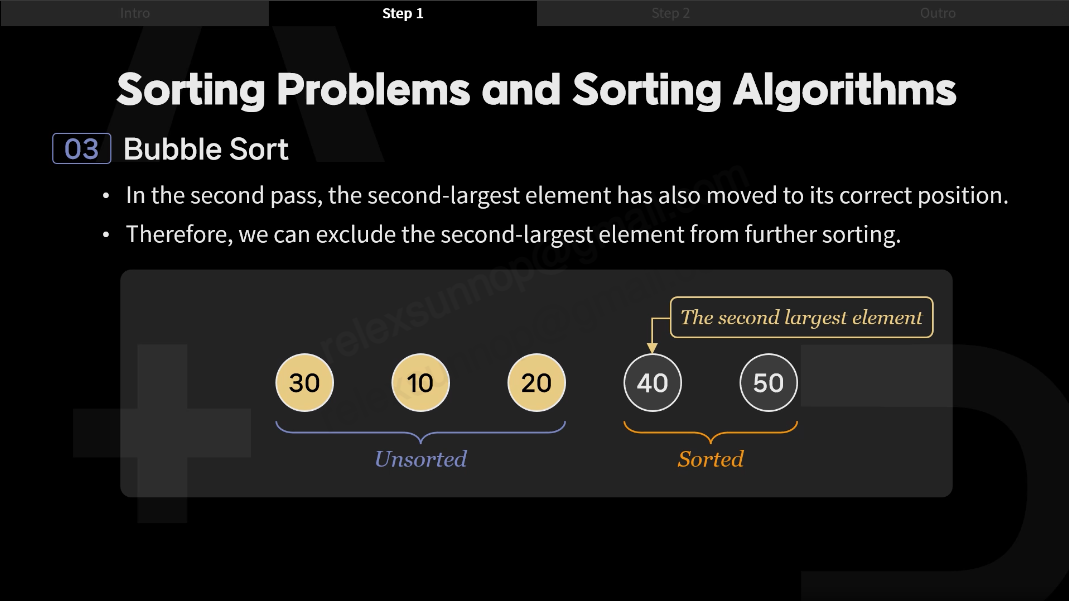 Intro
Step 1
Step 2
Outro
Sorting Problems and Sorting Algorithms
03 Bubble Sort
• In the second pass, the second-largest element has also moved to its correct position.
• Therefore, we can exclude the second-largest element from further sorting.
The second largest element
30 10 20 40 50
Unsorted
Sorted
relexsunnop@gmail.com